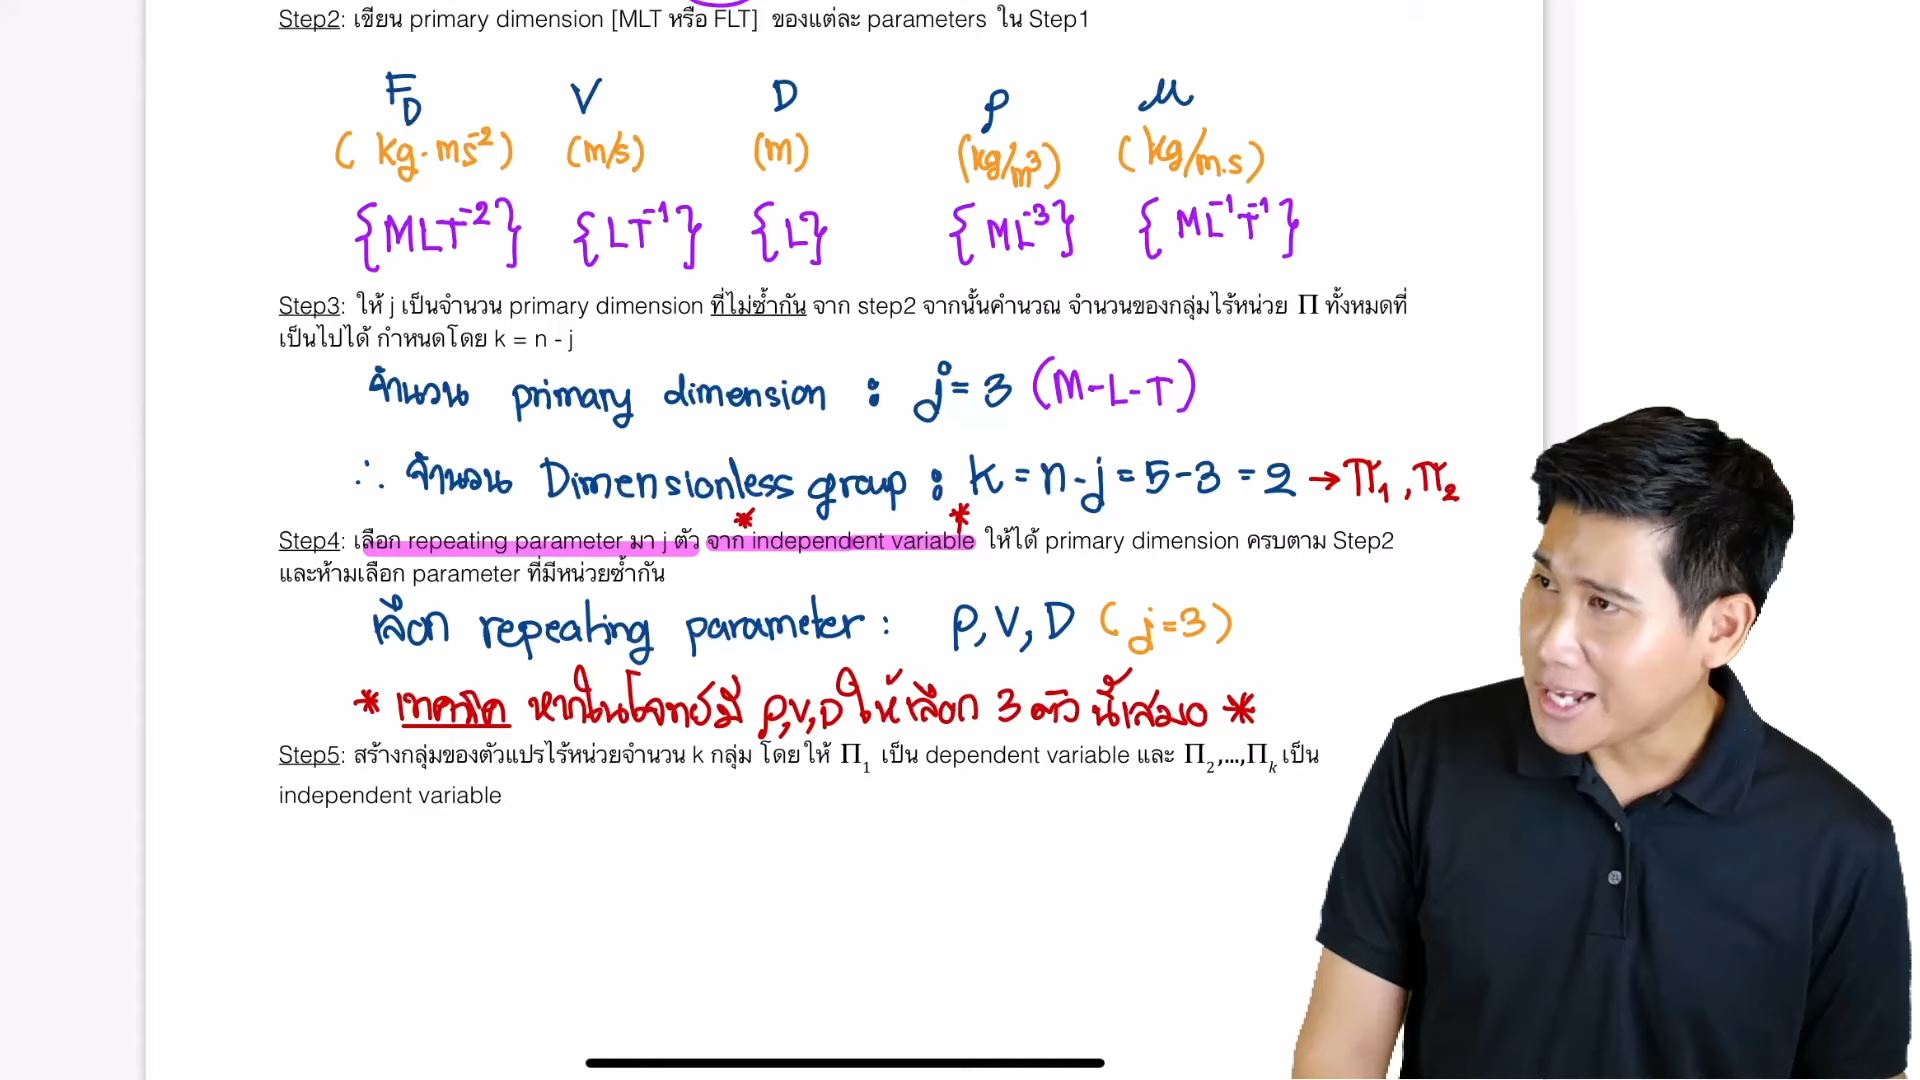 Step2: เขียน primary dimension [MLT หรือ FLT] ของแต่ละ parameters ใน Step1
F_D V D ρ μ
( kg·ms⁻²) (m/s) (m) (kg/m³) (kg/m.s)
{MLT⁻²} {LT⁻¹} {L} {ML⁻³} {ML⁻¹T⁻¹}
Step3: ให้ j เป็นจำนวน primary dimension ที่ไม่ซ้ำกัน จาก step2 จากนั้นคำนวณ จำนวนของกลุ่มไร้หน่วย Π ทั้งหมดที่
เป็นไปได้ กำหนดโดย k = n - j
จำนวน primary dimension : j = 3 (M-L-T)
∴ จำนวน Dimensionless group : k = n-j = 5-3 = 2 → Π₁ , Π₂
* *
Step4: เลือก repeating parameter มา j ตัว จาก independent variable ให้ได้ primary dimension ครบตาม Step2
และห้ามเลือก parameter ที่มีหน่วยซ้ำกัน
เลือก repeating parameter : ρ, V, D ( j=3 )
* เทคนิค หากในโจทย์มี ρ,V,D ให้เลือก 3 ตัว นี้เสมอ *
Step5: สร้างกลุ่มของตัวแปรไร้หน่วยจำนวน k กลุ่ม โดยให้ Π₁ เป็น dependent variable และ Π₂,...,Πₖ เป็น
independent variable